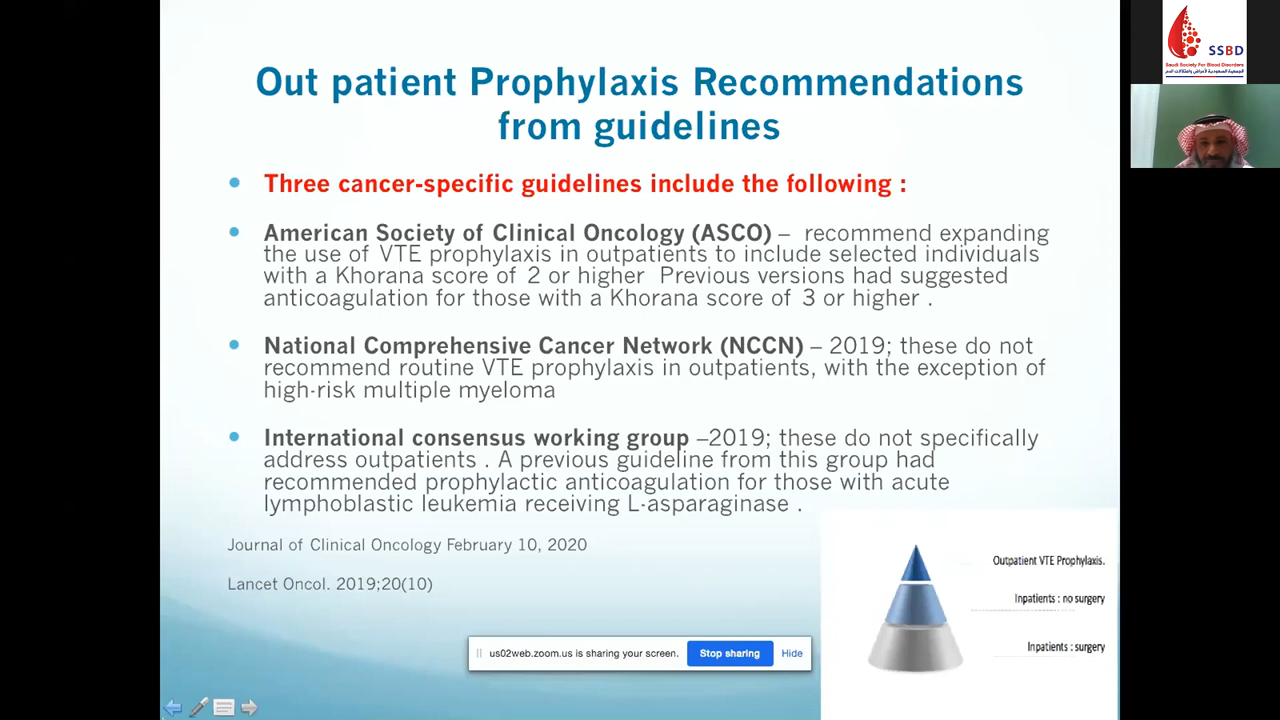 Out patient Prophylaxis Recommendations
from guidelines
Three cancer-specific guidelines include the following :
American Society of Clinical Oncology (ASCO) – recommend expanding
the use of VTE prophylaxis in outpatients to include selected individuals
with a Khorana score of 2 or higher Previous versions had suggested
anticoagulation for those with a Khorana score of 3 or higher .
National Comprehensive Cancer Network (NCCN) – 2019; these do not
recommend routine VTE prophylaxis in outpatients, with the exception of
high-risk multiple myeloma
International consensus working group –2019; these do not specifically
address outpatients . A previous guideline from this group had
recommended prophylactic anticoagulation for those with acute
lymphoblastic leukemia receiving L-asparaginase .
Journal of Clinical Oncology February 10, 2020
Lancet Oncol. 2019;20(10)
Outpatient VTE Prophylaxis.
Inpatients : no surgery
Inpatients : surgery
us02web.zoom.us is sharing your screen.
Stop sharing
Hide
SSBD
Saudi Society For Blood Disorders